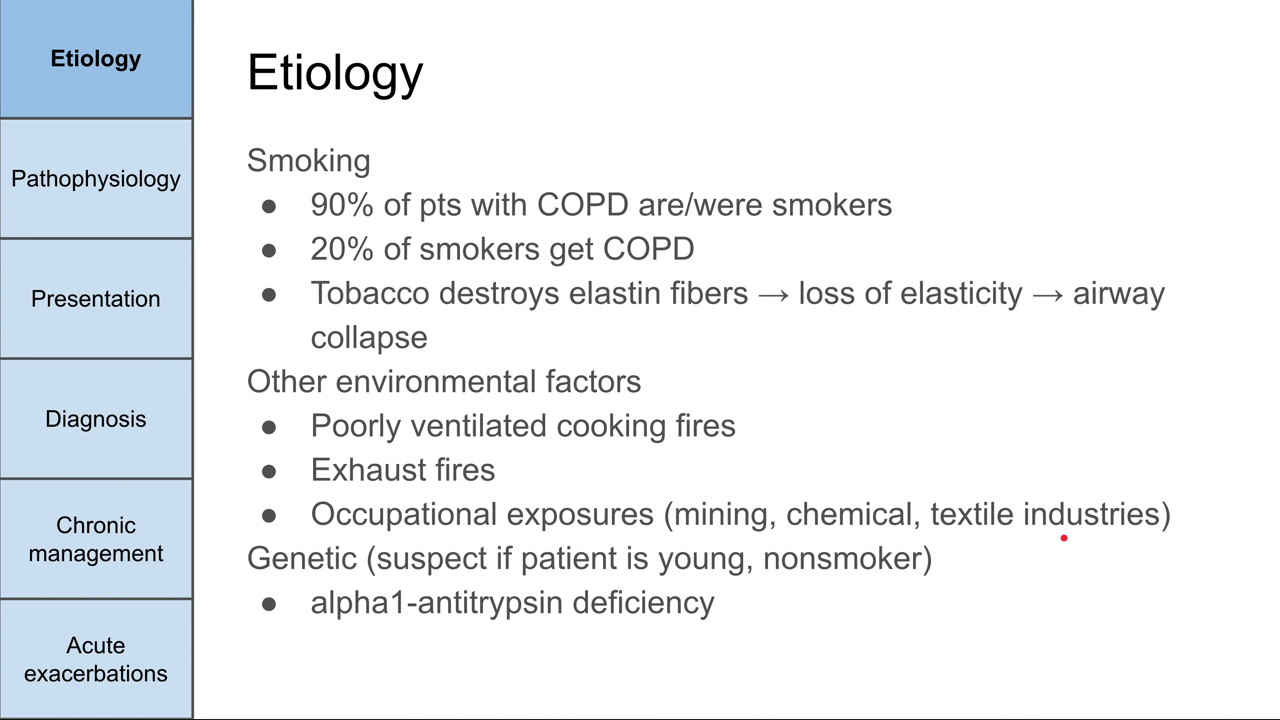 Etiology
Pathophysiology
Presentation
Diagnosis
Chronic
management
Acute
exacerbations
Etiology
Smoking
● 90% of pts with COPD are/were smokers
● 20% of smokers get COPD
● Tobacco destroys elastin fibers → loss of elasticity → airway
collapse
Other environmental factors
● Poorly ventilated cooking fires
● Exhaust fires
● Occupational exposures (mining, chemical, textile industries)
Genetic (suspect if patient is young, nonsmoker)
● alpha1-antitrypsin deficiency